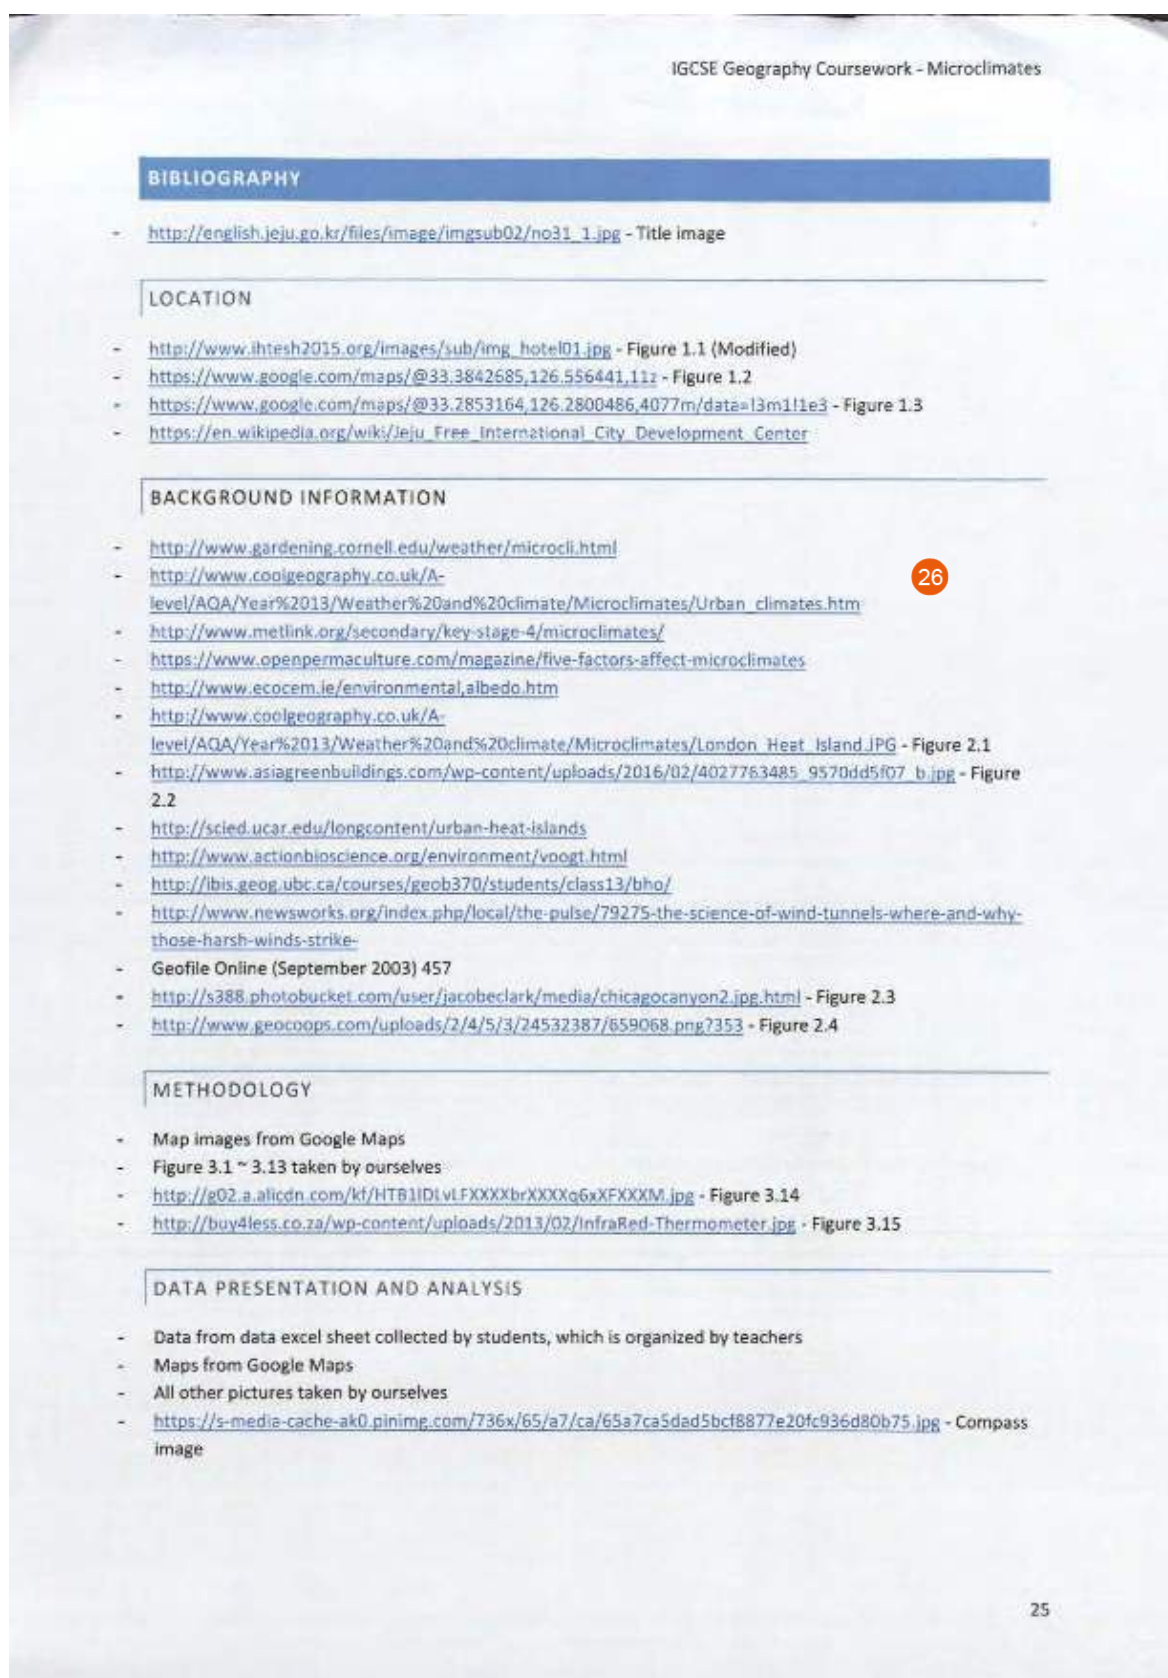 IGCSE Geography Coursework - Microclimates
BIBLIOGRAPHY
- http://english.jeju.go.kr/files/image/imgsub02/no31_1.jpg - Title image
LOCATION
- http://www.ihtesh2015.org/images/sub/img_hotel01.jpg - Figure 1.1 (Modified)
- https://www.google.com/maps/@33.3842685,126.556441,11z - Figure 1.2
- https://www.google.com/maps/@33.2853164,126.2800486,4077m/data=!3m1!1e3 - Figure 1.3
- https://en.wikipedia.org/wiki/Jeju_Free_International_City_Development_Center
BACKGROUND INFORMATION
- http://www.gardening.cornell.edu/weather/microcli.html
- http://www.coolgeography.co.uk/A-
26
level/AQA/Year%2013/Weather%20and%20climate/Microclimates/Urban_climates.htm
- http://www.metlink.org/secondary/key-stage-4/microclimates/
- https://www.openpermaculture.com/magazine/five-factors-affect-microclimates
- http://www.ecocem.ie/environmental,albedo.htm
- http://www.coolgeography.co.uk/A-
level/AQA/Year%2013/Weather%20and%20climate/Microclimates/London_Heat_Island.JPG - Figure 2.1
- http://www.asiagreenbuildings.com/wp-content/uploads/2016/02/4027763485_9570dd5f07_b.jpg - Figure
2.2
- http://scied.ucar.edu/longcontent/urban-heat-islands
- http://www.actionbioscience.org/environment/voogt.html
- http://ibis.geog.ubc.ca/courses/geob370/students/class13/bho/
- http://www.newsworks.org/index.php/local/the-pulse/79275-the-science-of-wind-tunnels-where-and-why-
those-harsh-winds-strike-
- Geofile Online (September 2003) 457
- http://s388.photobucket.com/user/jacobeclark/media/chicagocanyon2.jpg.html - Figure 2.3
- http://www.geocoops.com/uploads/2/4/5/3/24532387/659068.png?353 - Figure 2.4
METHODOLOGY
- Map images from Google Maps
- Figure 3.1 ~ 3.13 taken by ourselves
- - Figure 3.14
- http://buy4less.co.za/wp-content/uploads/2013/02/InfraRed-Thermometer.jpg - Figure 3.15
DATA PRESENTATION AND ANALYSIS
- Data from data excel sheet collected by students, which is organized by teachers
- Maps from Google Maps
- All other pictures taken by ourselves
- https://s-media-cache-ak0.pinimg.com/736x/65/a7/ca/65a7ca5dad5bcf8877e20fc936d80b75.jpg - Compass
image
25